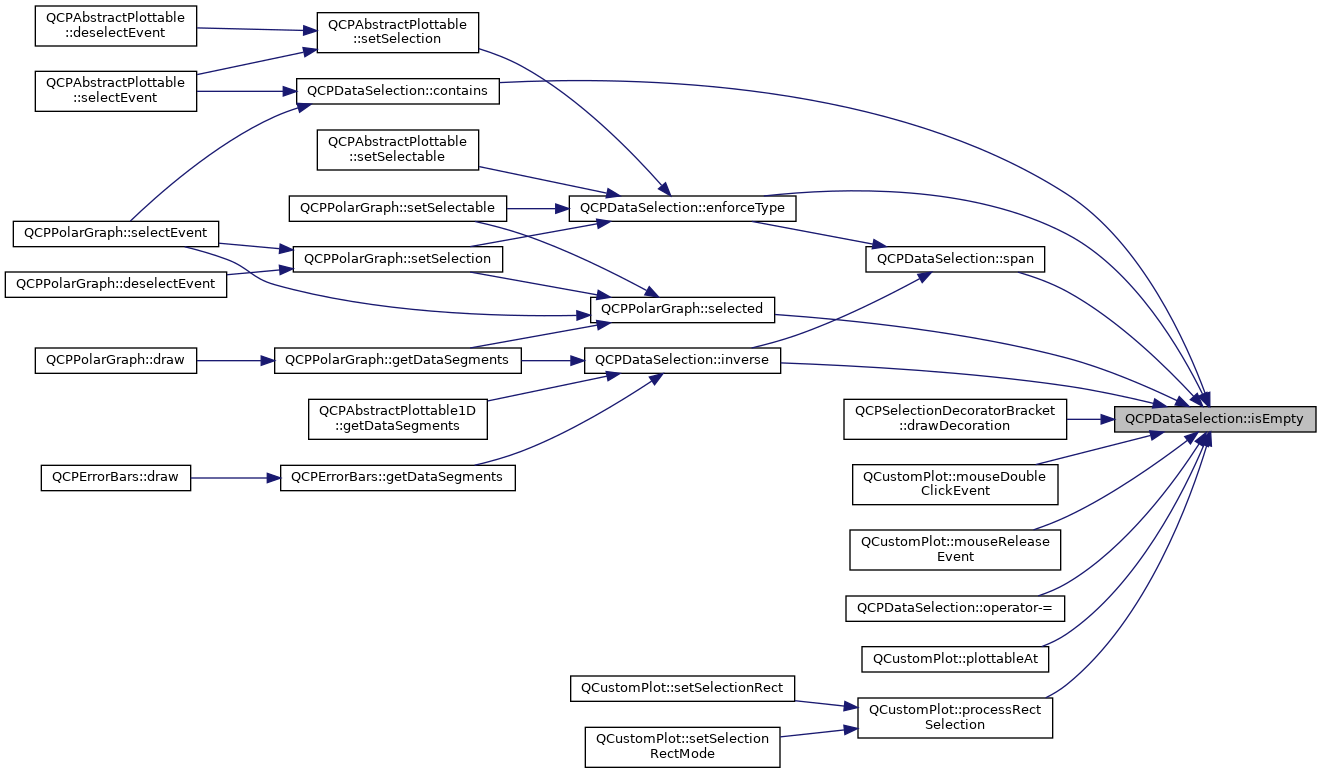 QCPAbstractPlottable
::deselectEvent
QCPAbstractPlottable
::setSelection
QCPAbstractPlottable
::selectEvent
QCPDataSelection::contains
QCPAbstractPlottable
::setSelectable
QCPPolarGraph::setSelectable
QCPDataSelection::enforceType
QCPPolarGraph::selectEvent
QCPPolarGraph::setSelection
QCPDataSelection::span
QCPPolarGraph::deselectEvent
QCPPolarGraph::selected
QCPPolarGraph::draw
QCPPolarGraph::getDataSegments
QCPDataSelection::inverse
QCPAbstractPlottable1D
::getDataSegments
QCPSelectionDecoratorBracket
::drawDecoration
QCPDataSelection::isEmpty
QCPErrorBars::draw
QCPErrorBars::getDataSegments
QCustomPlot::mouseDouble
ClickEvent
QCustomPlot::mouseRelease
Event
QCPDataSelection::operator-=
QCustomPlot::plottableAt
QCustomPlot::setSelectionRect
QCustomPlot::processRect
Selection
QCustomPlot::setSelection
RectMode